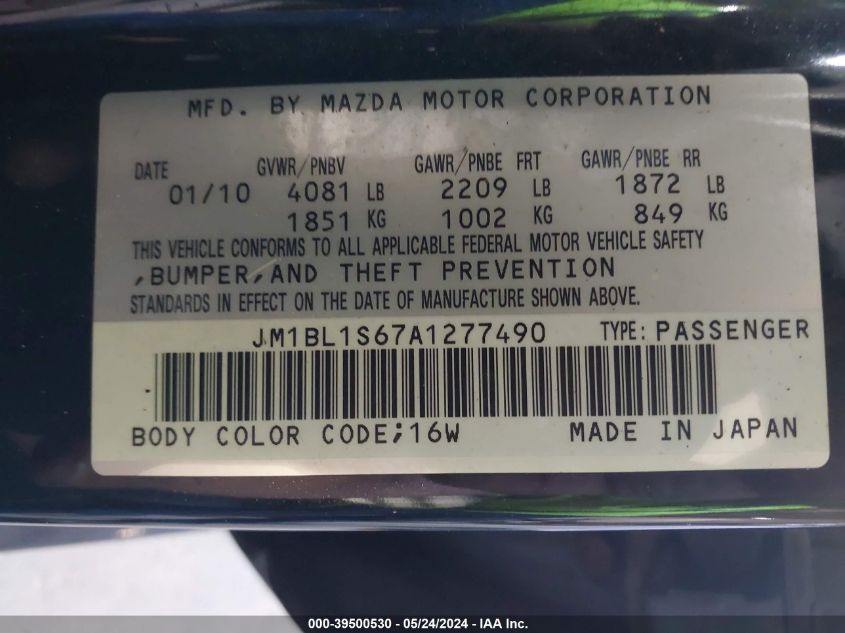 MFD. BY MAZDA MOTOR CORPORATION
DATE GVWR/PNBV GAWR/PNBE FRT GAWR/PNBE RR
01/10 4081 LB 2209 LB 1872 LB
1851 KG 1002 KG 849 KG
THIS VEHICLE CONFORMS TO ALL APPLICABLE FEDERAL MOTOR VEHICLE SAFETY
,BUMPER,AND THEFT PREVENTION
STANDARDS IN EFFECT ON THE DATE OF MANUFACTURE SHOWN ABOVE.
JM1BL1S67A1277490 TYPE: PASSENGER
BODY COLOR CODE;16W MADE IN JAPAN
000-39500530 - 05/24/2024 - IAA Inc.